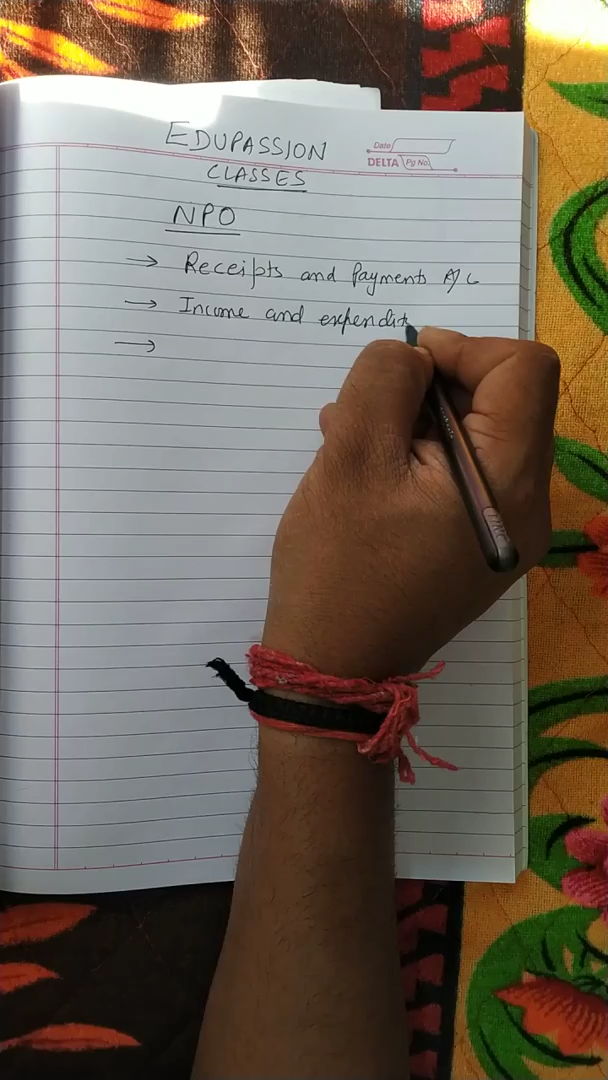 EDUPASSION
CLASSES
Date
DELTA Pg No.
NPO
→ Receipts and Payments A/C
→ Income and expendit
→